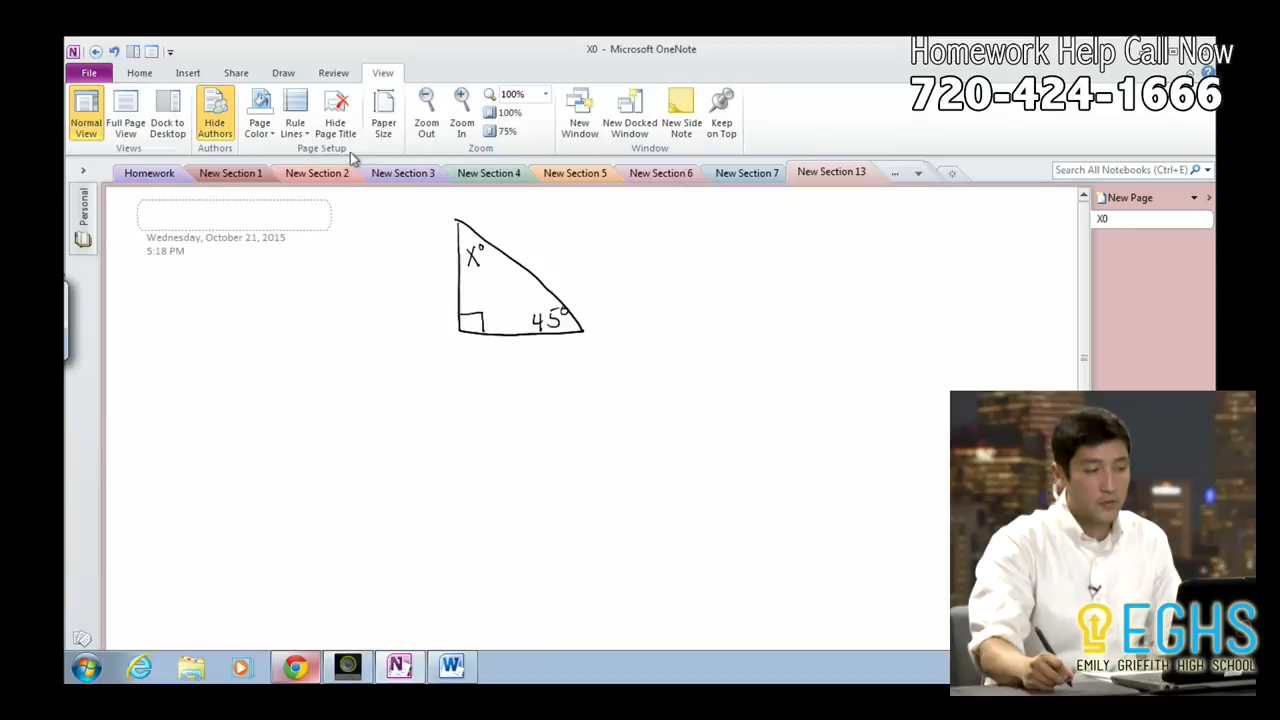 X0 - Microsoft OneNote
Homework Help Call-Now
720-424-1666
File Home Insert Share Draw Review View
Normal View
Full Page View
Dock to Desktop
Hide Authors
Page Color
Rule Lines
Hide Page Title
Paper Size
Zoom Out
Zoom In
100%
100%
75%
New Window
New Docked Window
New Side Note
Keep on Top
Views Authors Page Setup Zoom Window
Homework New Section 1 New Section 2 New Section 3 New Section 4 New Section 5 New Section 6 New Section 7 New Section 13 ...
Search All Notebooks (Ctrl+E)
Personal
New Page
X0
Wednesday, October 21, 2015
5:18 PM
X°
45°
EGHS
EMILY GRIFFITH HIGH SCHOOL